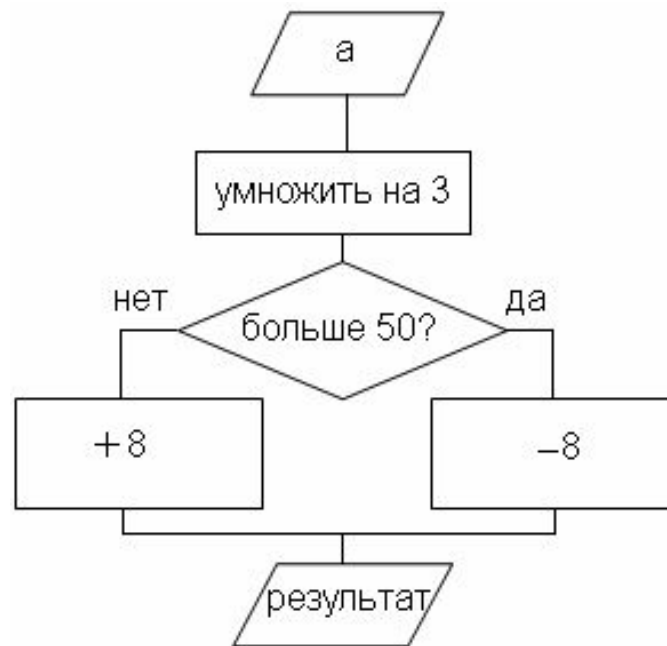 a
умножить на 3
нет
больше 50?
да
+8
–8
результат